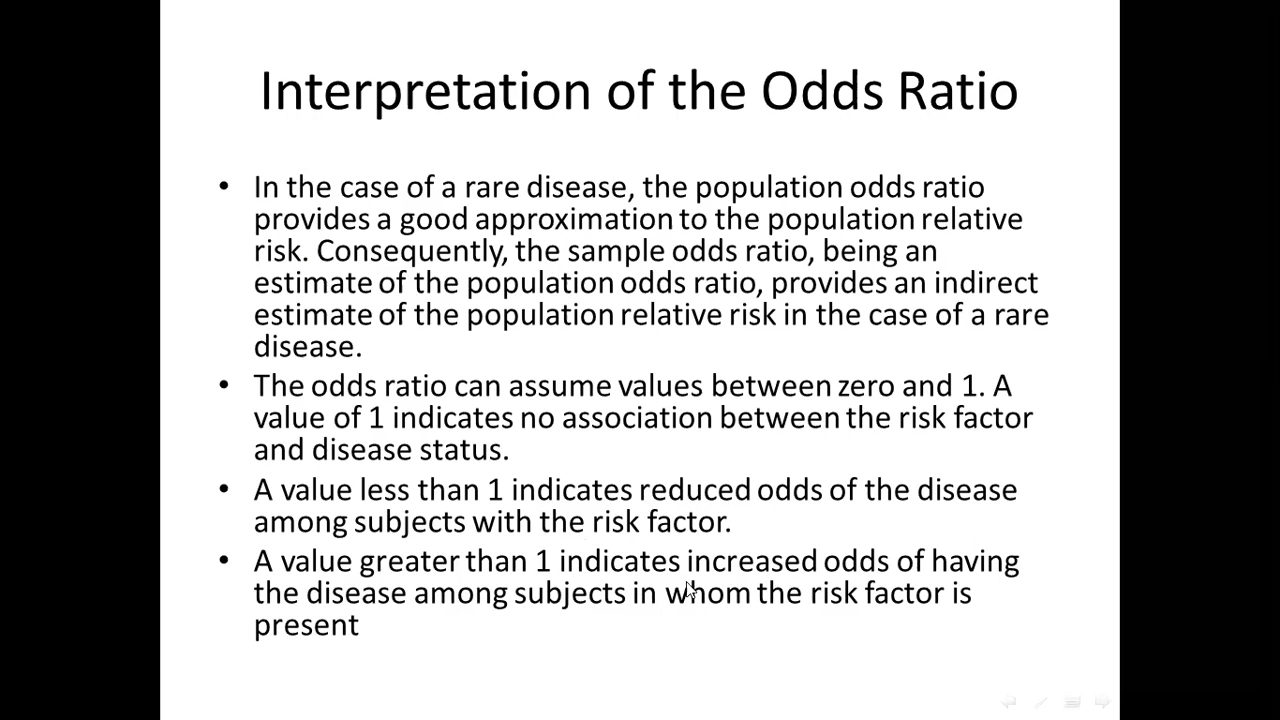 Interpretation of the Odds Ratio
• In the case of a rare disease, the population odds ratio
provides a good approximation to the population relative
risk. Consequently, the sample odds ratio, being an
estimate of the population odds ratio, provides an indirect
estimate of the population relative risk in the case of a rare
disease.
• The odds ratio can assume values between zero and 1. A
value of 1 indicates no association between the risk factor
and disease status.
• A value less than 1 indicates reduced odds of the disease
among subjects with the risk factor.
• A value greater than 1 indicates increased odds of having
the disease among subjects in whom the risk factor is
present